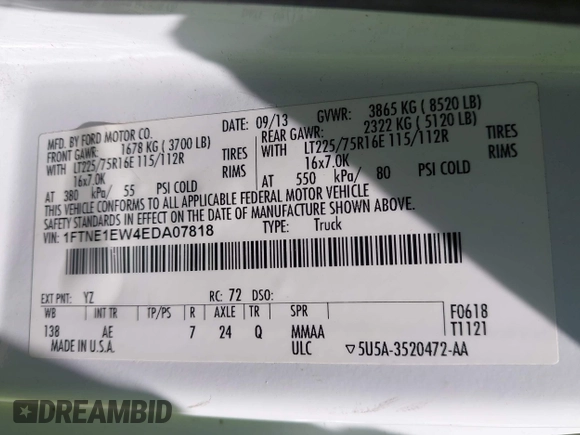 MFD. BY FORD MOTOR CO.
DATE: 09/13
GVWR: 3865 KG ( 8520 LB)
FRONT GAWR: 1678 KG ( 3700 LB)
REAR GAWR: 2322 KG ( 5120 LB)
WITH LT225/75R16E 115/112R TIRES
WITH LT225/75R16E 115/112R TIRES
16x7.0K RIMS
16x7.0K RIMS
AT 380 kPa/ 55 PSI COLD
AT 550 kPa/ 80 PSI COLD
THIS VEHICLE CONFORMS TO ALL APPLICABLE FEDERAL MOTOR VEHICLE
SAFETY STANDARDS IN EFFECT ON THE DATE OF MANUFACTURE SHOWN ABOVE.
VIN: 1FTNE1EW4EDA07818
TYPE: Truck
EXT PNT: YZ RC: 72 DSO:
WB INT TR TP/PS R AXLE TR SPR
F0618
138 AE 7 24 Q MMAA
T1121
MADE IN U.S.A. ULC ▽5U5A-3520472-AA
DREAMBID